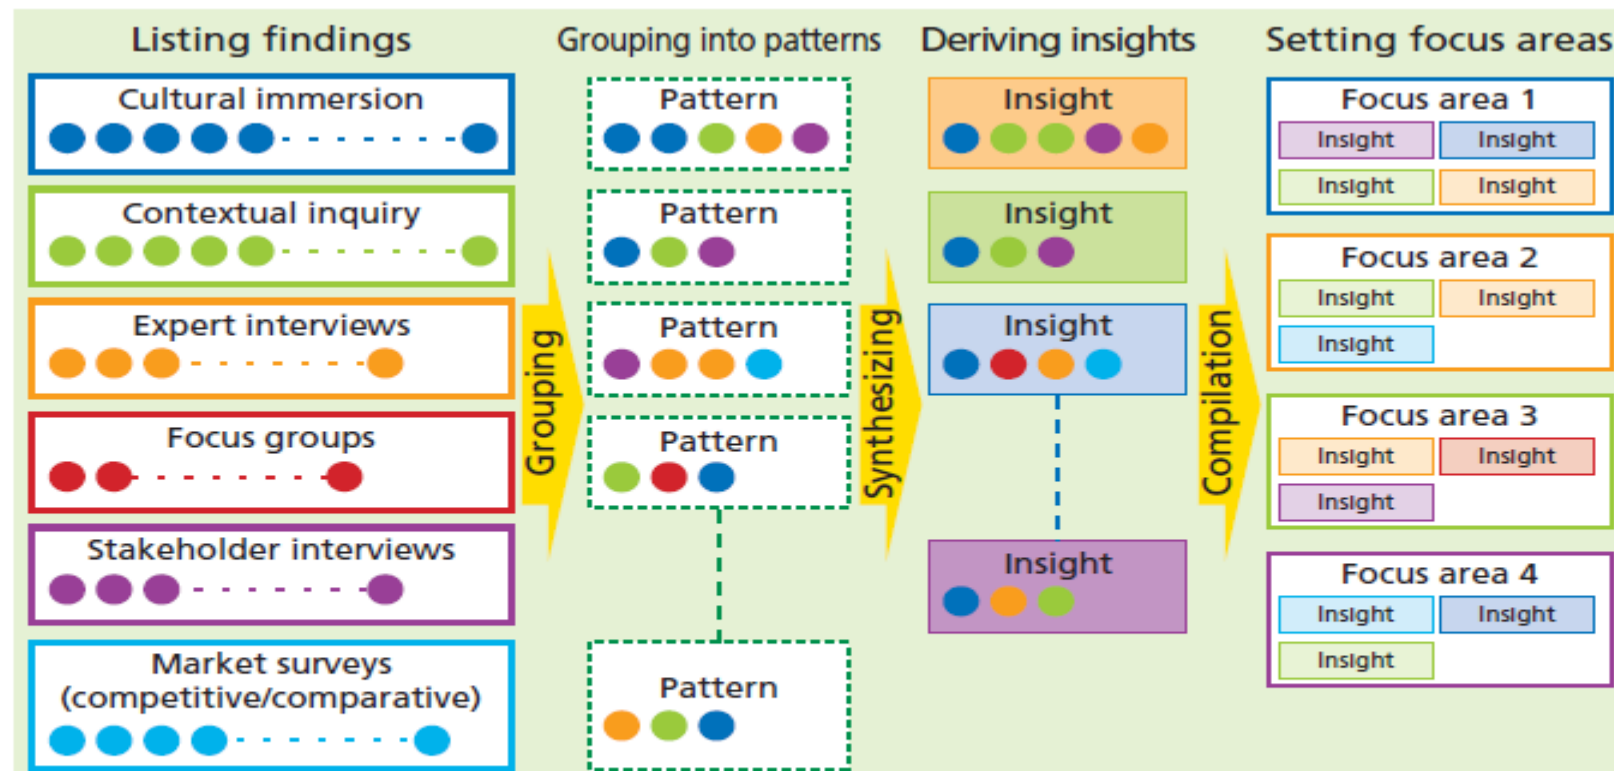 Listing findings
Cultural immersion
Contextual inquiry
Expert interviews
Focus groups
Stakeholder interviews
Market surveys
(competitive/comparative)
Grouping
Grouping into patterns
Pattern
Pattern
Pattern
Pattern
Pattern
Synthesizing
Deriving insights
Insight
Insight
Insight
Insight
Compilation
Setting focus areas
Focus area 1
Insight Insight
Insight Insight
Focus area 2
Insight Insight
Insight
Focus area 3
Insight Insight
Insight
Focus area 4
Insight Insight
Insight